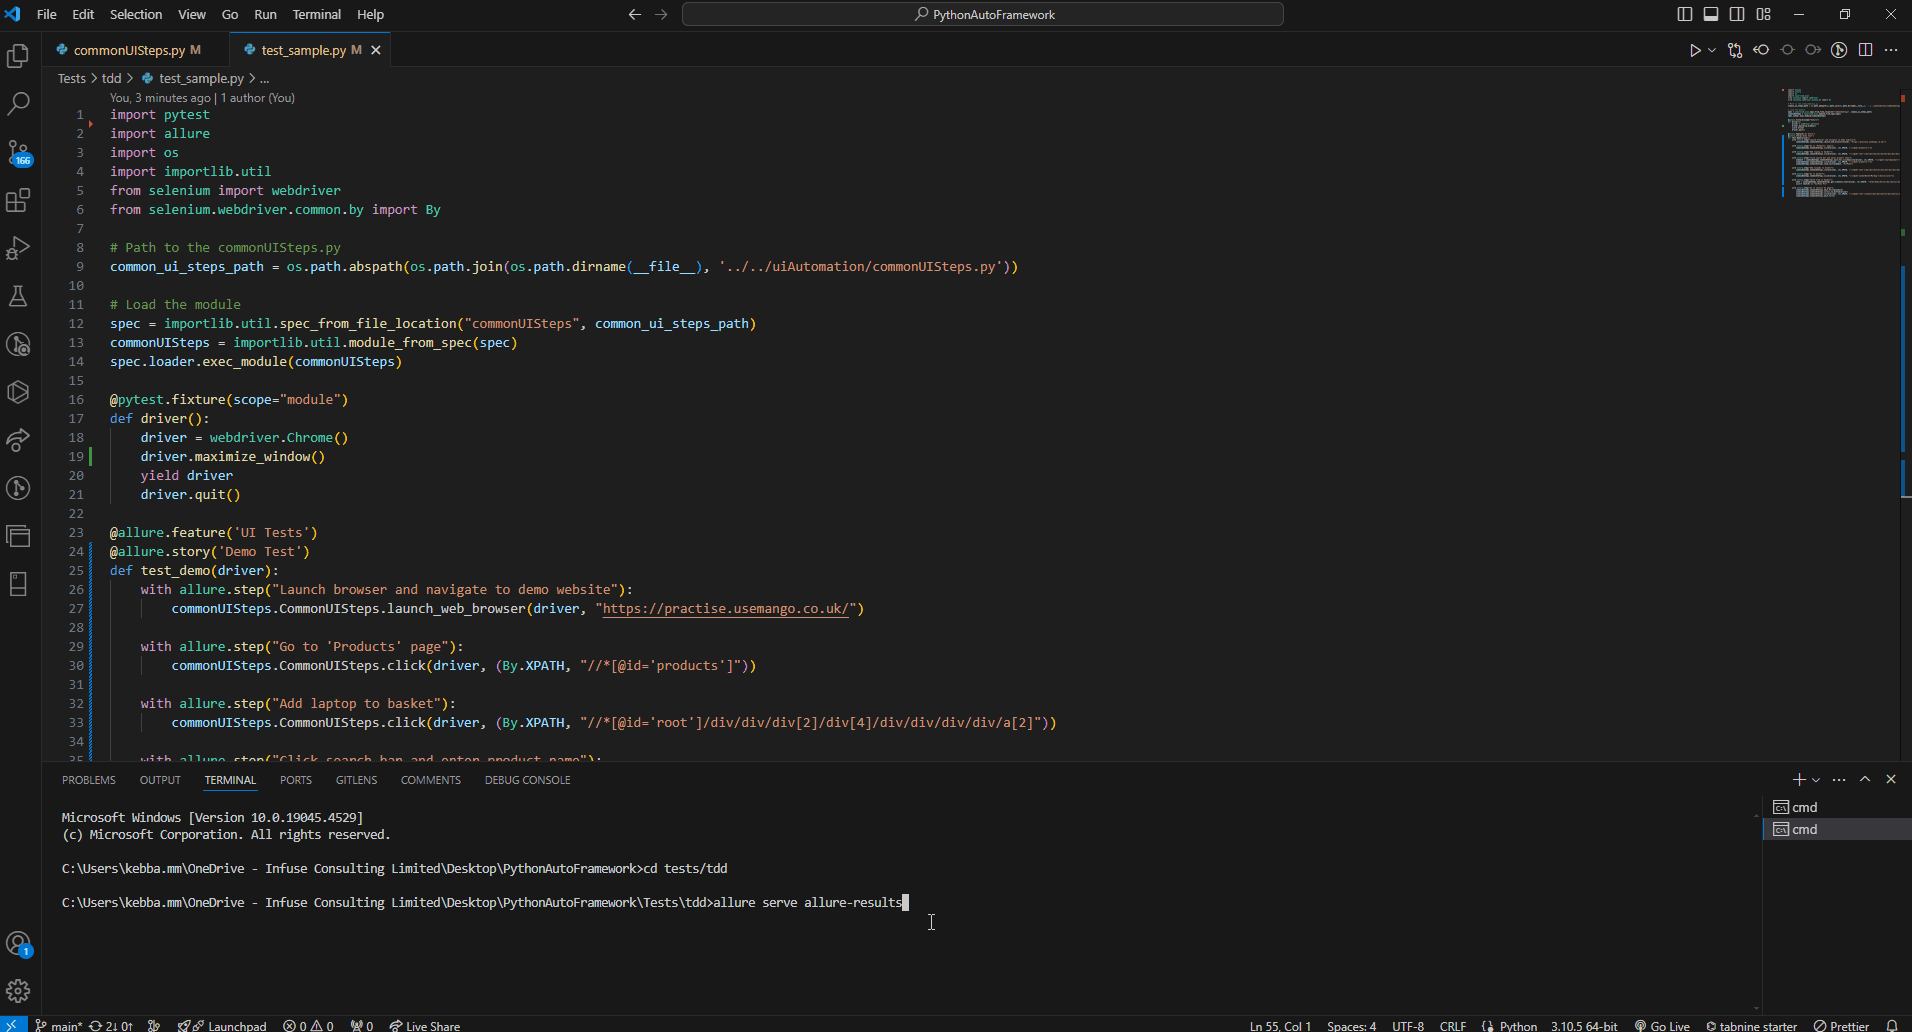 File Edit Selection View Go Run Terminal Help
PythonAutoFramework
commonUISteps.py M
test_sample.py M
Tests > tdd > test_sample.py > ...
You, 3 minutes ago | 1 author (You)
1 import pytest
2 import allure
3 import os
4 import importlib.util
5 from selenium import webdriver
6 from selenium.webdriver.common.by import By
7
8 # Path to the commonUISteps.py
9 common_ui_steps_path = os.path.abspath(os.path.join(os.path.dirname(__file__), '../../uiAutomation/commonUISteps.py'))
10
11 # Load the module
12 spec = importlib.util.spec_from_file_location("commonUISteps", common_ui_steps_path)
13 commonUISteps = importlib.util.module_from_spec(spec)
14 spec.loader.exec_module(commonUISteps)
15
16 @pytest.fixture(scope="module")
17 def driver():
18     driver = webdriver.Chrome()
19     driver.maximize_window()
20     yield driver
21     driver.quit()
22
23 @allure.feature('UI Tests')
24 @allure.story('Demo Test')
25 def test_demo(driver):
26     with allure.step("Launch browser and navigate to demo website"):
27         commonUISteps.CommonUISteps.launch_web_browser(driver, "https://practise.usemango.co.uk/")
28
29     with allure.step("Go to 'Products' page"):
30         commonUISteps.CommonUISteps.click(driver, (By.XPATH, "//*[@id='products']"))
31
32     with allure.step("Add laptop to basket"):
33         commonUISteps.CommonUISteps.click(driver, (By.XPATH, "//*[@id='root']/div/div/div[2]/div[4]/div/div/div/div/a[2]"))
34
35     with allure.step("Click search bar and enter product name"):
166
1
PROBLEMS OUTPUT TERMINAL PORTS GITLENS COMMENTS DEBUG CONSOLE
Microsoft Windows [Version 10.0.19045.4529]
(c) Microsoft Corporation. All rights reserved.
C:\Users\kebba.mm\OneDrive - Infuse Consulting Limited\Desktop\PythonAutoFramework>cd tests/tdd
C:\Users\kebba.mm\OneDrive - Infuse Consulting Limited\Desktop\PythonAutoFramework\Tests\tdd>allure serve allure-results
cmd
cmd
main* 2↓ 0↑ Launchpad 0 0 0 Live Share Ln 55, Col 1 Spaces: 4 UTF-8 CRLF Python 3.10.5 64-bit Go Live tabnine starter Prettier